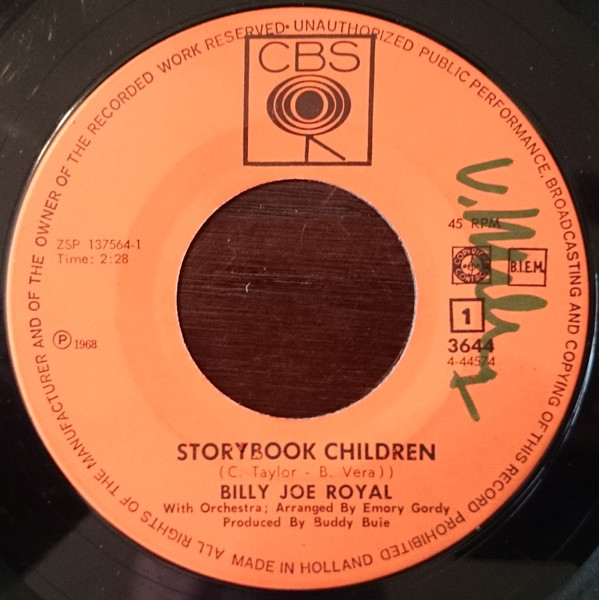 ALL RIGHTS OF THE MANUFACTURER AND OF THE OWNER OF THE RECORDED WORK RESERVED • UNAUTHORIZED PUBLIC PERFORMANCE, BROADCASTING AND COPYING OF THIS RECORD PROHIBITED
CBS
45 RPM
ZSP 137564-1
Time: 2:28
B.I.E.M.
1
Ⓟ 1968
3644
4-44574
STORYBOOK CHILDREN
(C. Taylor - B. Vera))
BILLY JOE ROYAL
With Orchestra; Arranged By Emory Gordy
Produced By Buddy Buie
MADE IN HOLLAND